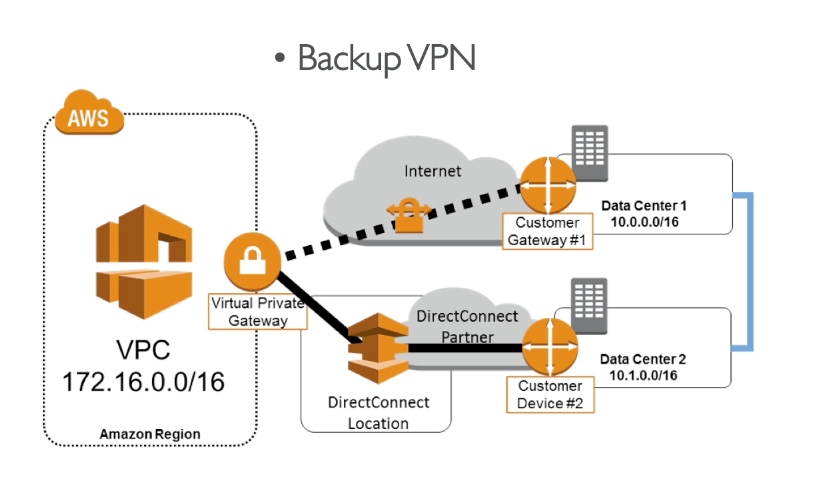 • Backup VPN
AWS
Internet
Data Center 1
10.0.0.0/16
Customer
Gateway #1
Virtual Private
Gateway
DirectConnect
Partner
VPC
172.16.0.0/16
Data Center 2
10.1.0.0/16
Customer
Device #2
DirectConnect
Location
Amazon Region